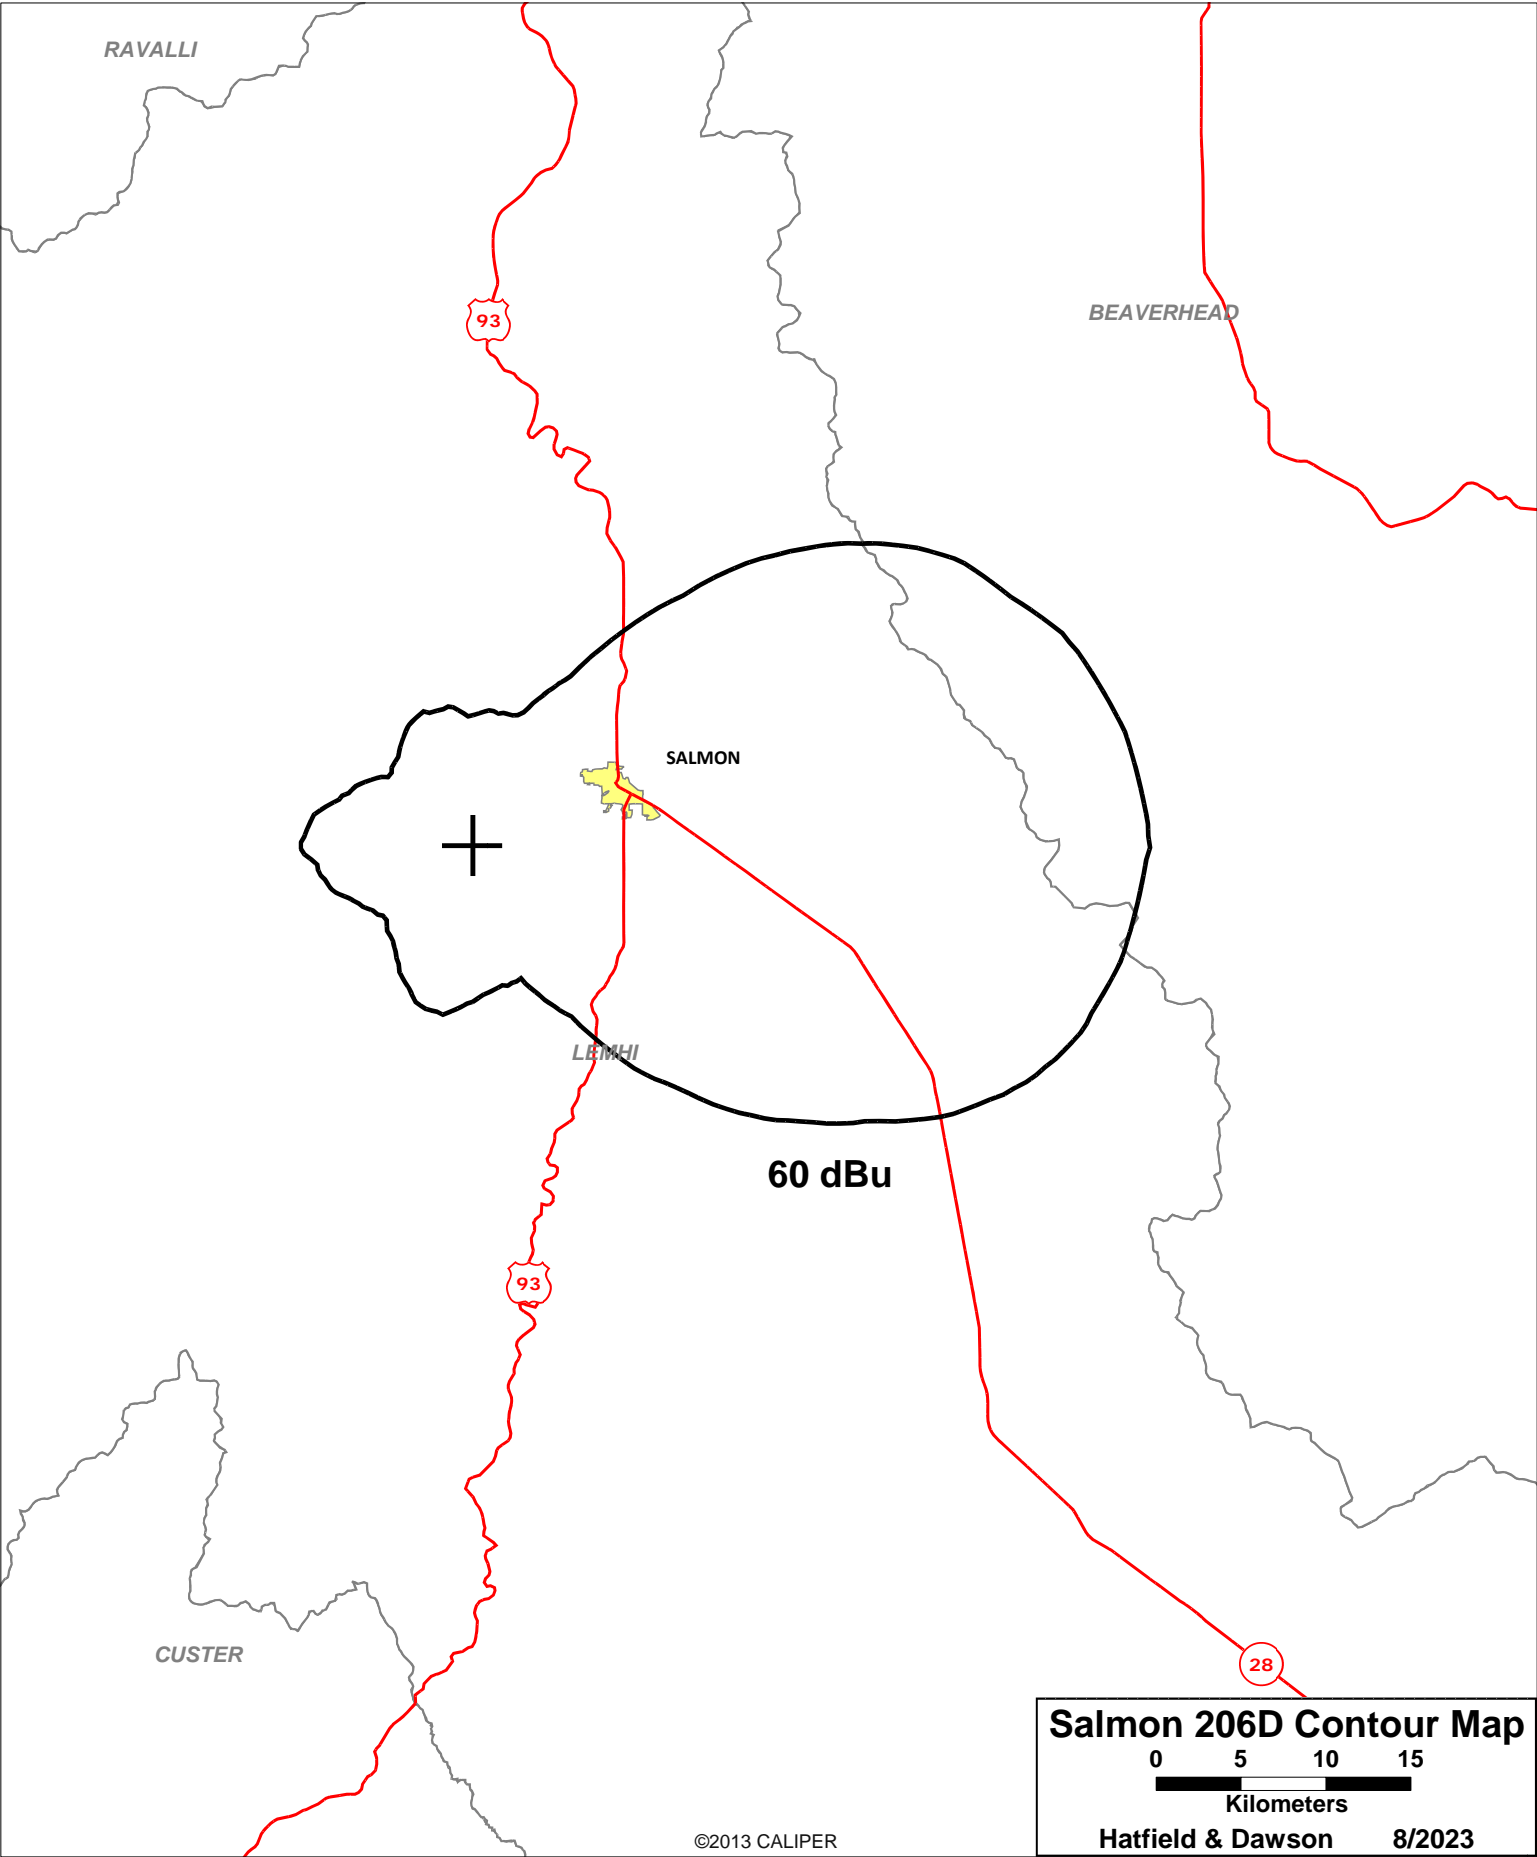 RAVALLI
93
BEAVERHEAD
SALMON
LEMHI
60 dBu
93
CUSTER
28
Salmon 206D Contour Map
0 5 10 15
Kilometers
Hatfield & Dawson 8/2023
©2013 CALIPER